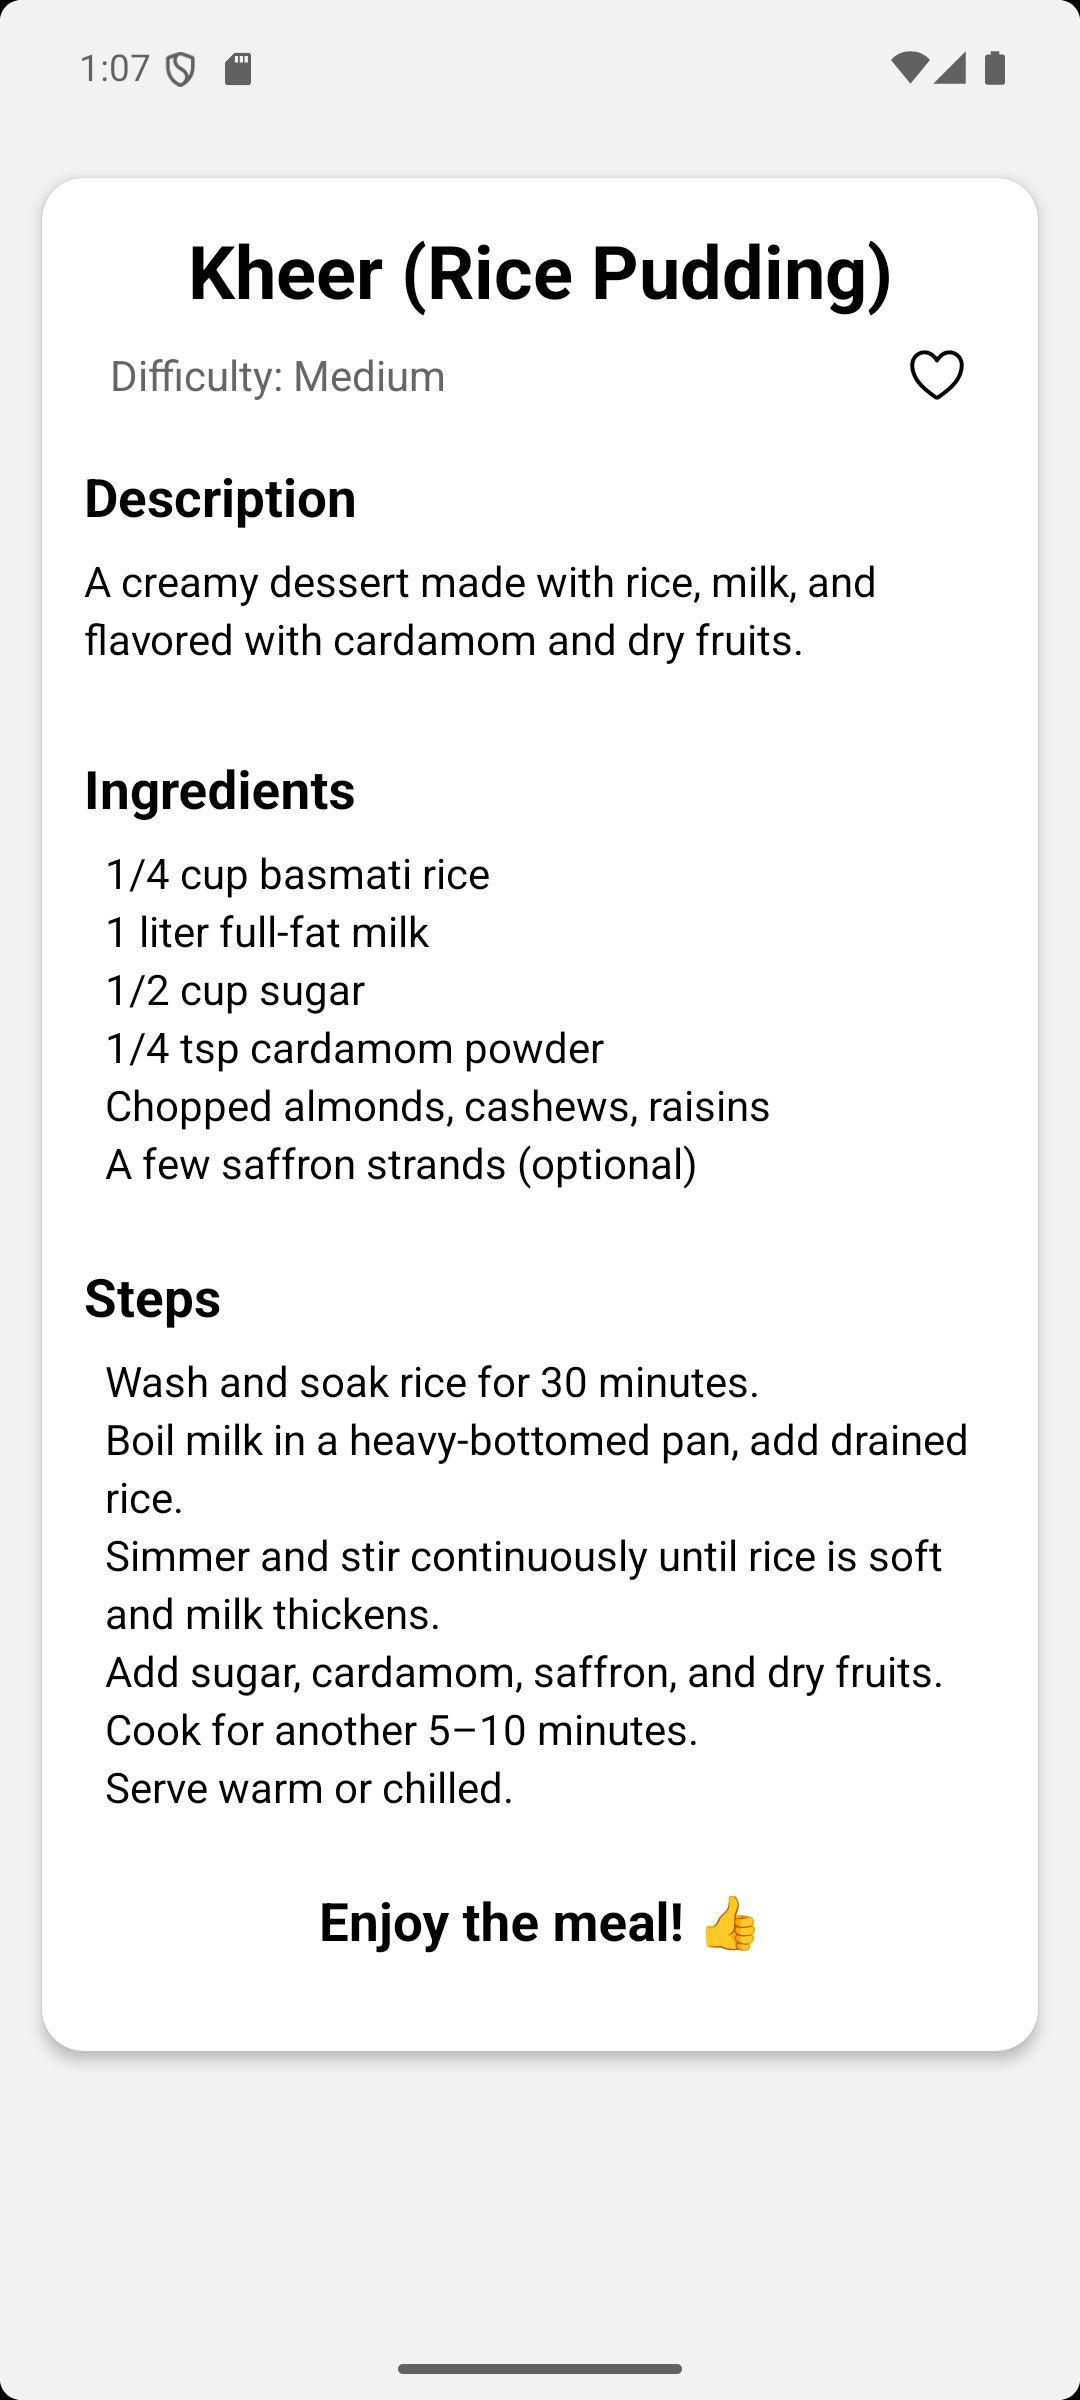 1:07
Kheer (Rice Pudding)
Difficulty: Medium
Description
A creamy dessert made with rice, milk, and
flavored with cardamom and dry fruits.
Ingredients
1/4 cup basmati rice
1 liter full-fat milk
1/2 cup sugar
1/4 tsp cardamom powder
Chopped almonds, cashews, raisins
A few saffron strands (optional)
Steps
Wash and soak rice for 30 minutes.
Boil milk in a heavy-bottomed pan, add drained
rice.
Simmer and stir continuously until rice is soft
and milk thickens.
Add sugar, cardamom, saffron, and dry fruits.
Cook for another 5–10 minutes.
Serve warm or chilled.
Enjoy the meal! 👍